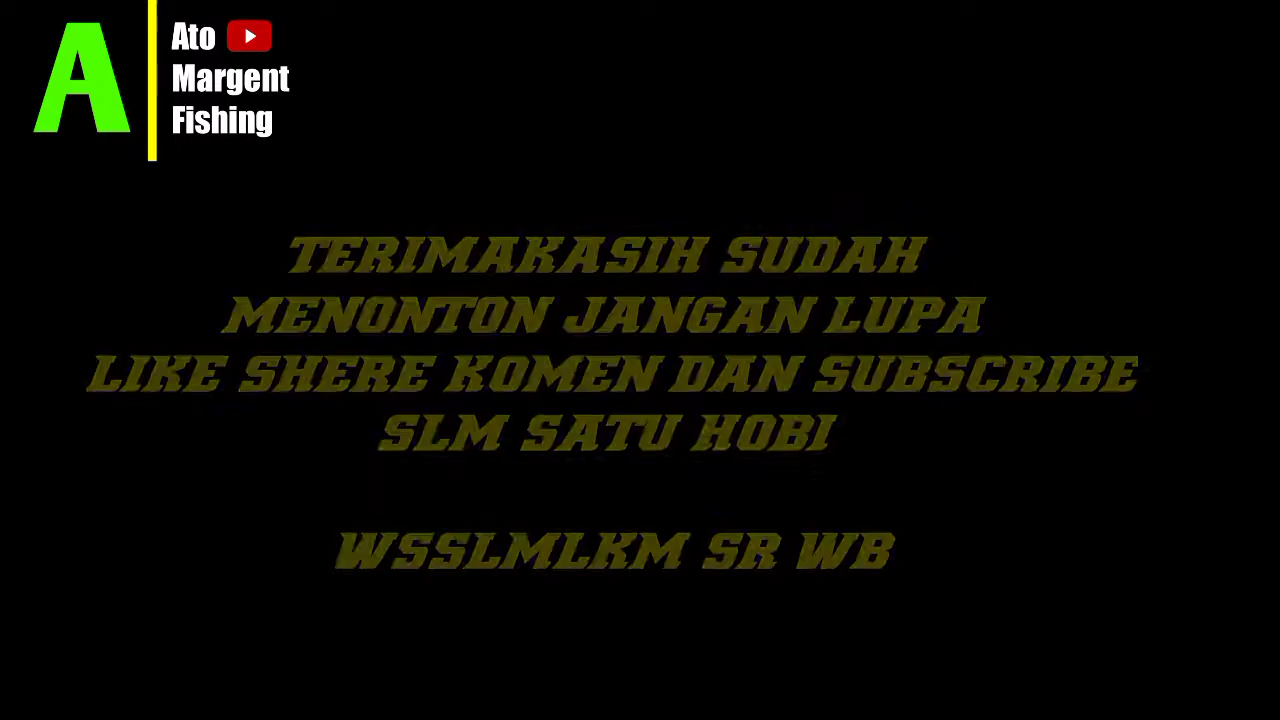 A
Ato
Margent
Fishing
TERIMAKASIH SUDAH
MENONTON JANGAN LUPA
LIKE SHERE KOMEN DAN SUBSCRIBE
SLM SATU HOBI
WSSLMLKM SR WB